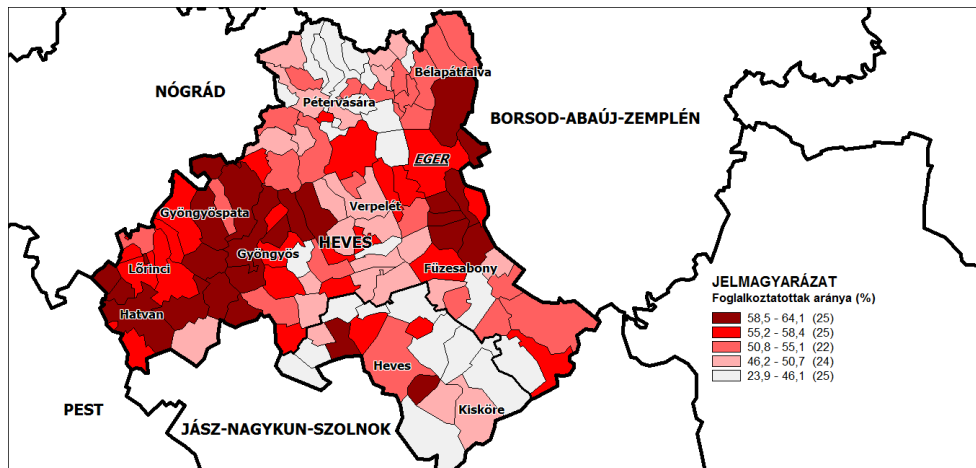 Bélapátfalva
NÓGRÁD
Pétervására
BORSOD-ABAÚJ-ZEMPLÉN
EGER
Verpelét
Gyöngyöspata
HEVES
Gyöngyös
Lőrinci
Füzesabony
JELMAGYARÁZAT
Foglalkoztatottak aránya (%)
58,5 - 64,1 (25)
55,2 - 58,4 (25)
50,8 - 55,1 (22)
46,2 - 50,7 (24)
23,9 - 46,1 (25)
Hatvan
Heves
Kisköre
PEST
JÁSZ-NAGYKUN-SZOLNOK